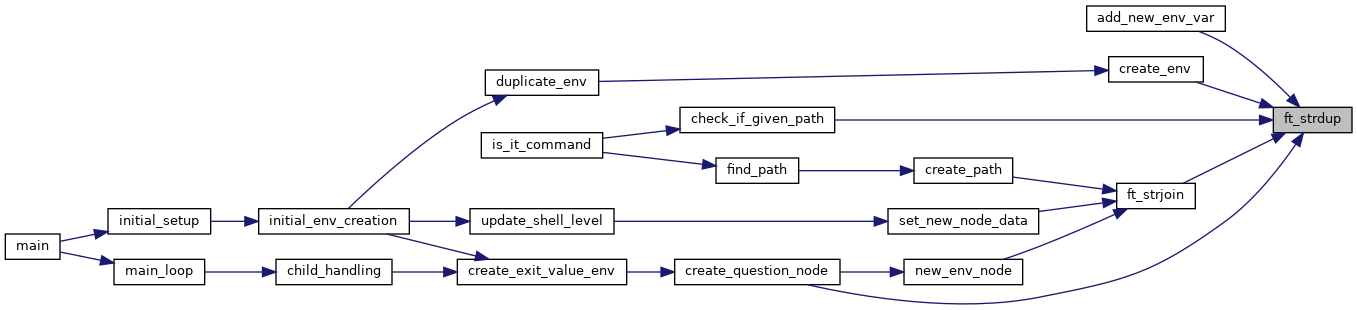 add_new_env_var
create_env
duplicate_env
check_if_given_path
ft_strdup
is_it_command
find_path
create_path
ft_strjoin
initial_setup
initial_env_creation
update_shell_level
set_new_node_data
main
main_loop
child_handling
create_exit_value_env
create_question_node
new_env_node